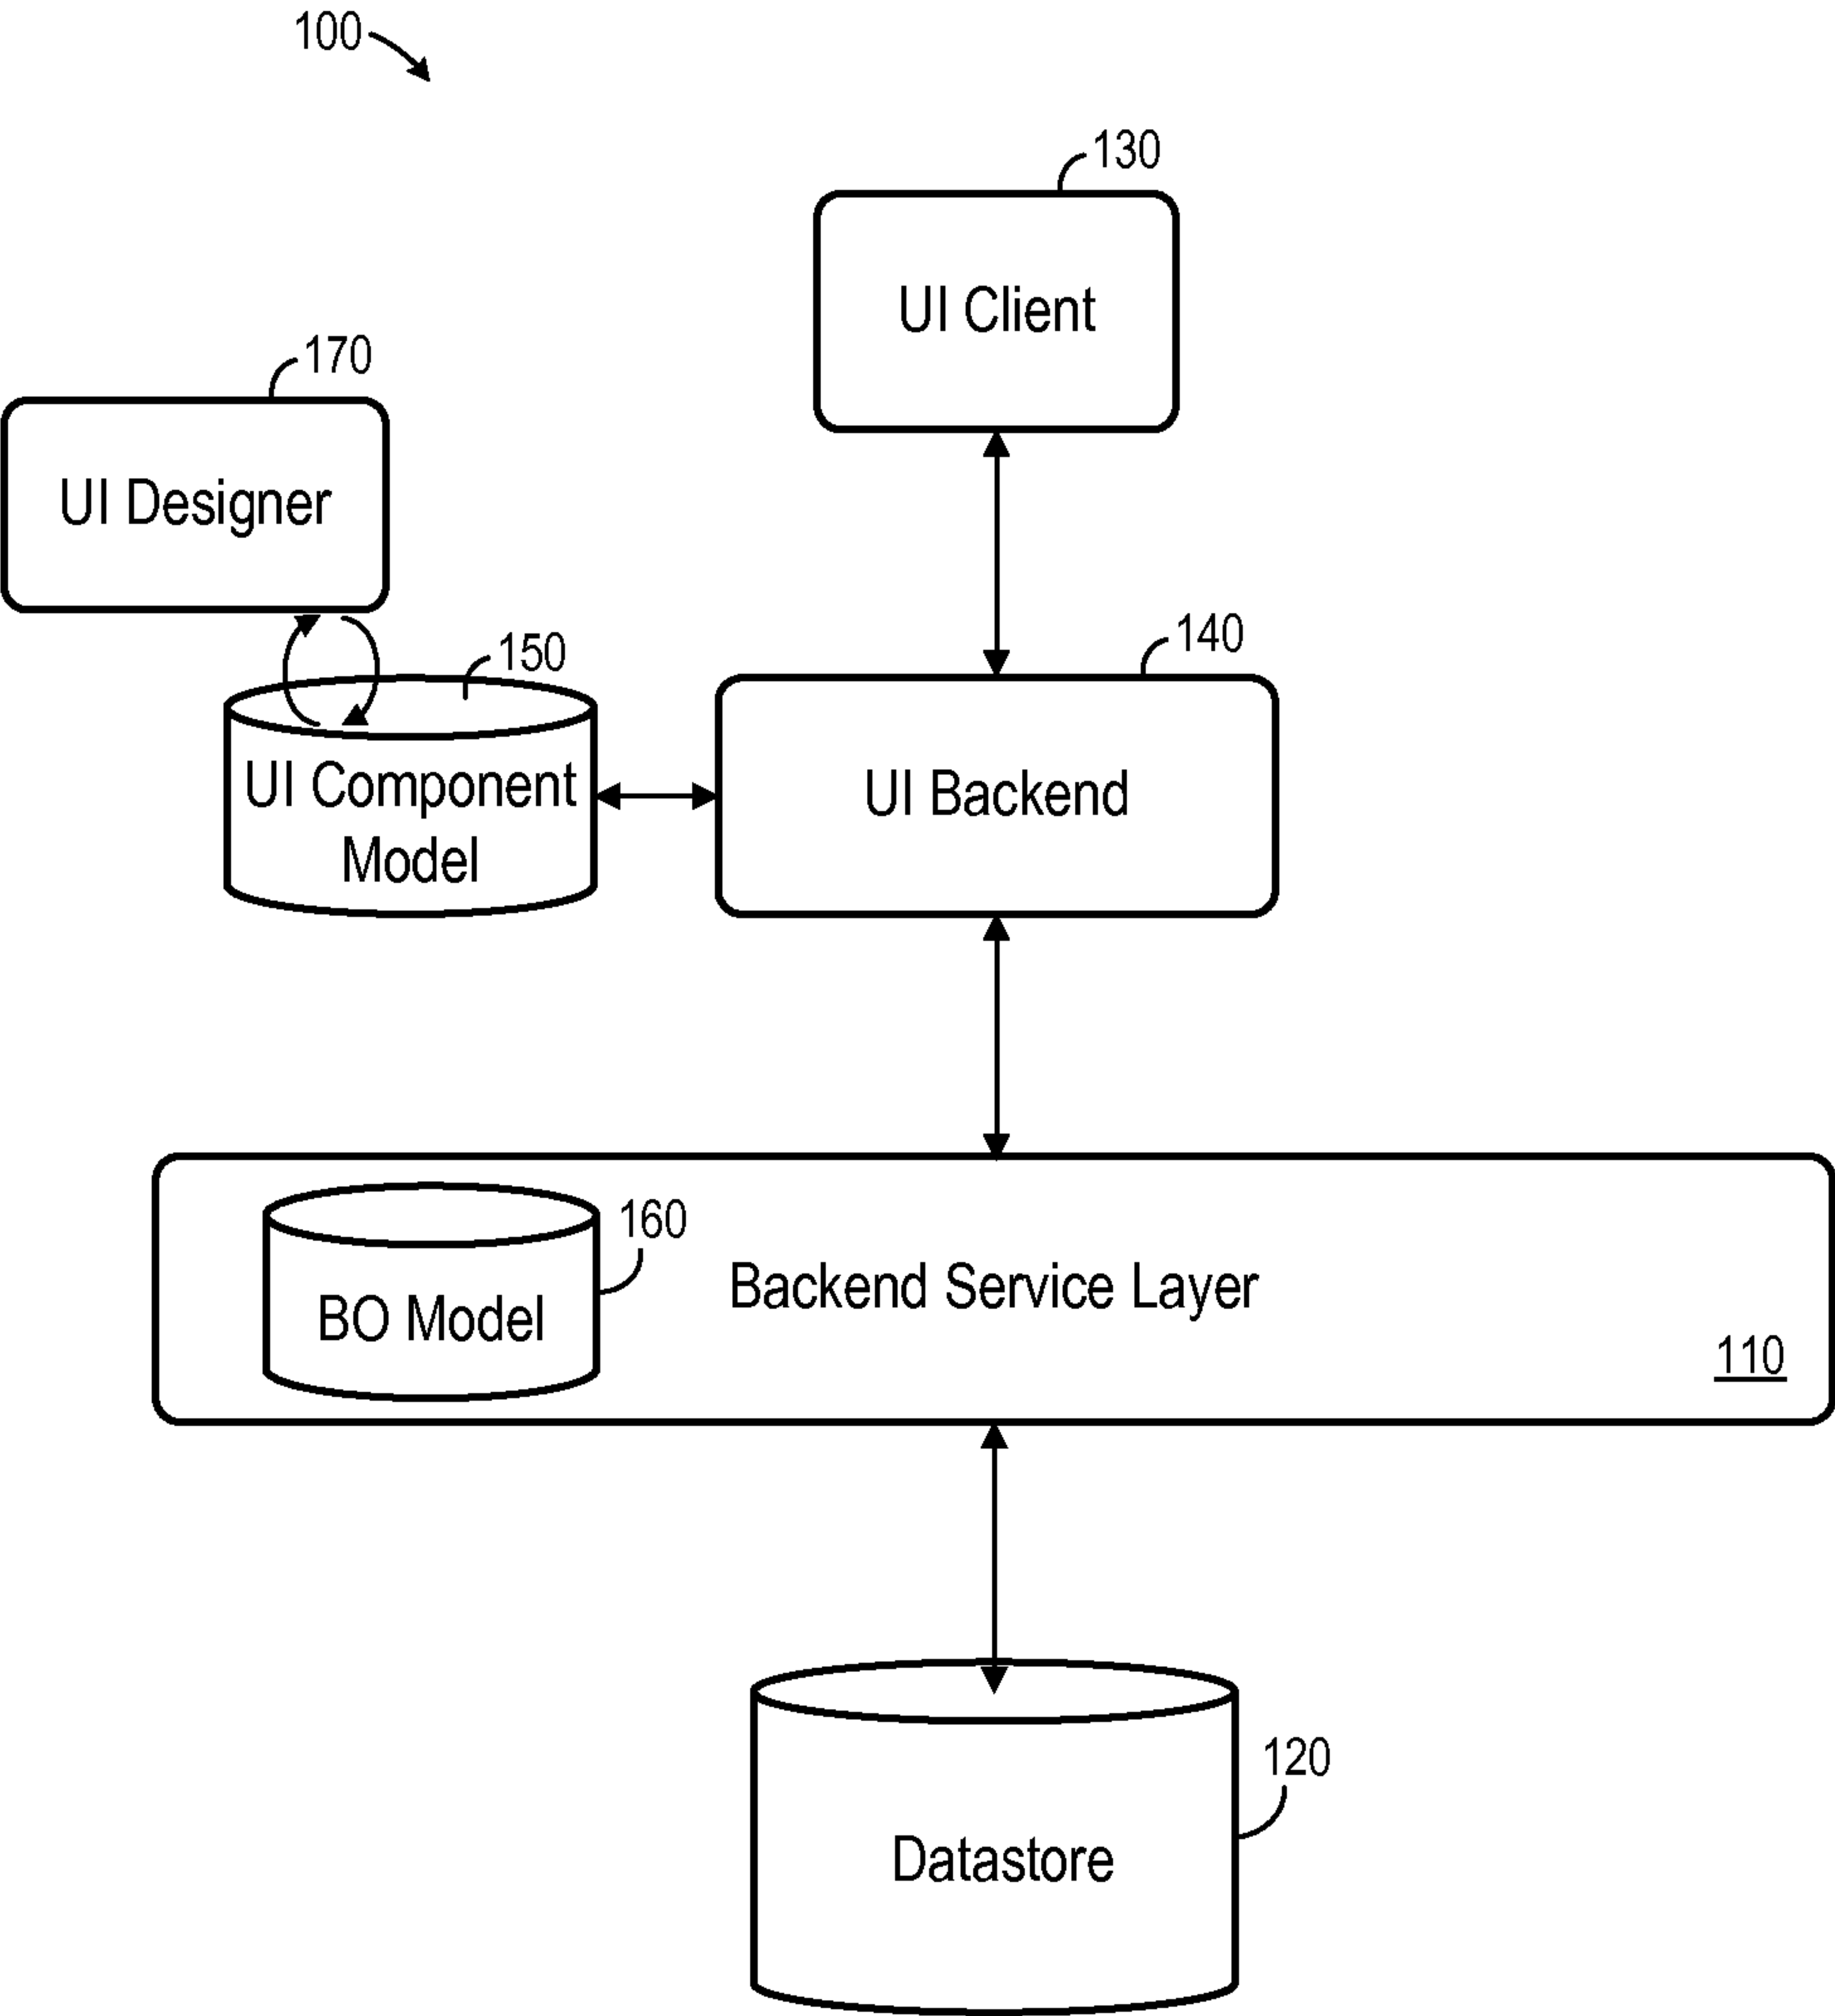 100
130
UI Client
170
UI Designer
150
UI Component
Model
140
UI Backend
160
BO Model
Backend Service Layer
110
120
Datastore